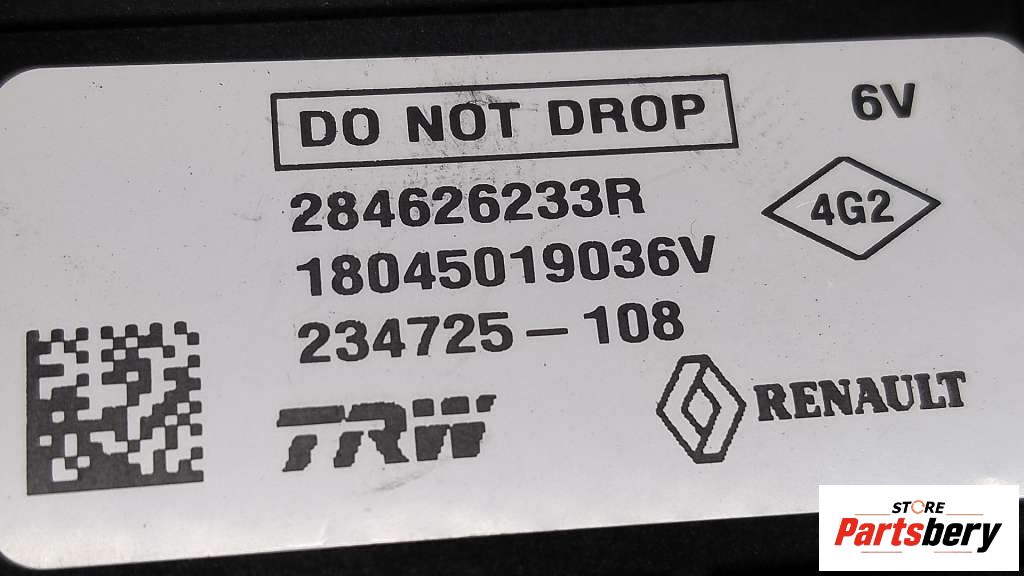 DO NOT DROP
6V
284626233R
4G2
18045019036V
234725-108
TRW
RENAULT
STORE
Partsbery